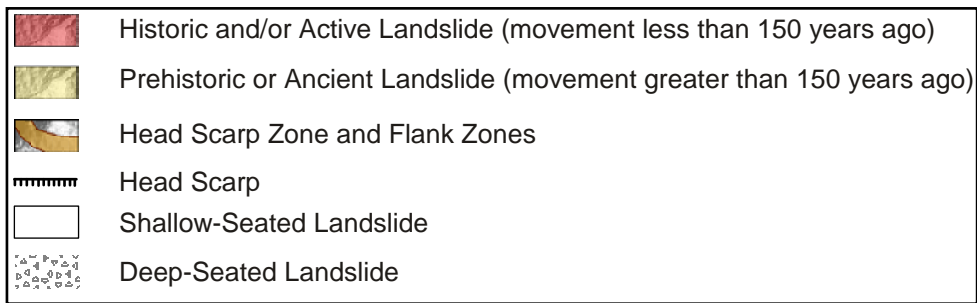 Historic and/or Active Landslide (movement less than 150 years ago)
Prehistoric or Ancient Landslide (movement greater than 150 years ago)
Head Scarp Zone and Flank Zones
Head Scarp
Shallow-Seated Landslide
Deep-Seated Landslide